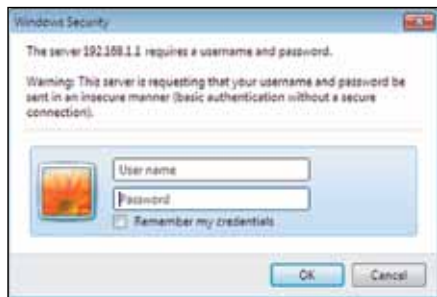 Windows Security
The server 192.168.1.1 requires a username and password.
Warning: This server is requesting that your username and password be
sent in an insecure manner (basic authentication without a secure
connection).
User name
Password
Remember my credentials
OK
Cancel